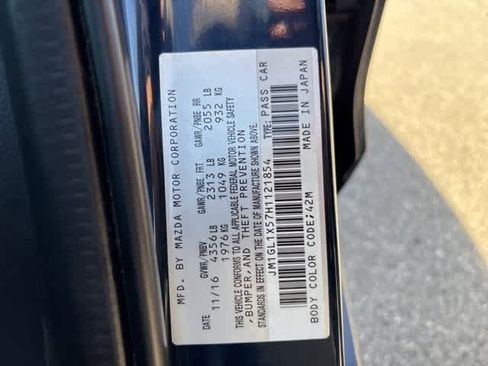 MFD. BY MAZDA MOTOR CORPORATION
DATE GVWR/PNBV GAWR/PNBE FRT GAWR/PNBE RR
11/16 4356 LB 2313 LB 2055 LB
1976 KG 1049 KG 932 KG
THIS VEHICLE CONFORMS TO ALL APPLICABLE FEDERAL MOTOR VEHICLE SAFETY
, BUMPER, AND THEFT PREVENTION
STANDARDS IN EFFECT ON THE DATE OF MANUFACTURE SHOWN ABOVE.
JM1GL1X57H1121854 TYPE: PASS CAR
BODY COLOR CODE;42M MADE IN JAPAN